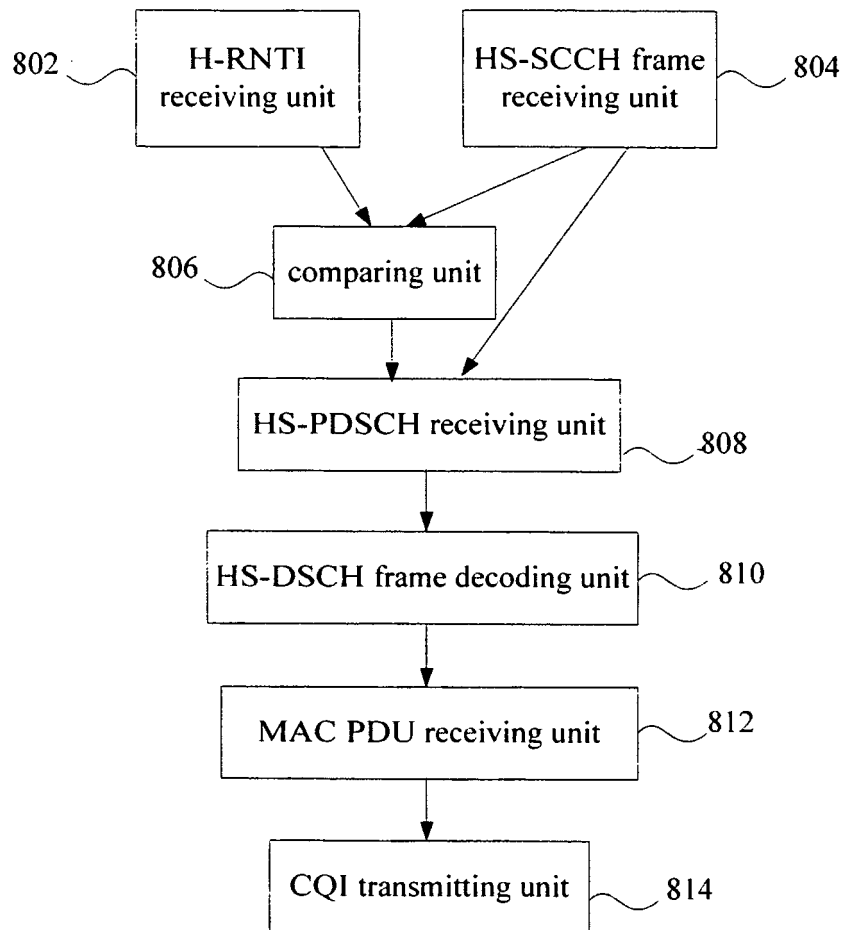 802
H-RNTI
receiving unit
HS-SCCH frame
receiving unit
804
806
comparing unit
HS-PDSCH receiving unit
808
HS-DSCH frame decoding unit
810
MAC PDU receiving unit
812
CQI transmitting unit
814